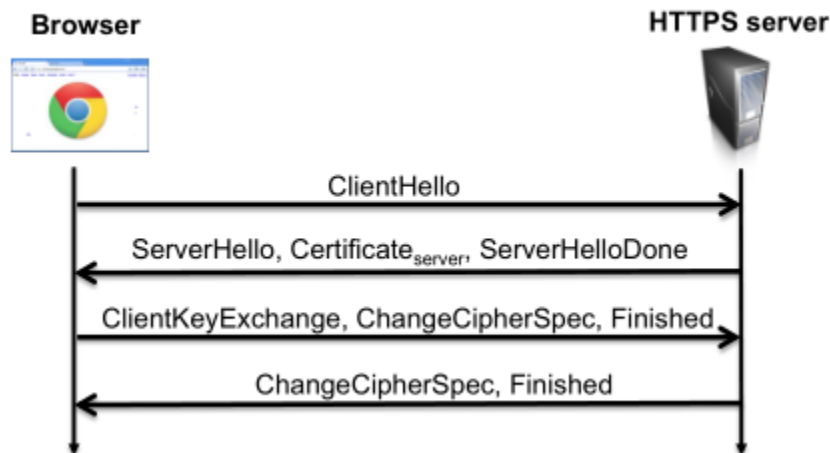 Browser
HTTPS server
ClientHello
ServerHello, Certificateserver, ServerHelloDone
ClientKeyExchange, ChangeCipherSpec, Finished
ChangeCipherSpec, Finished